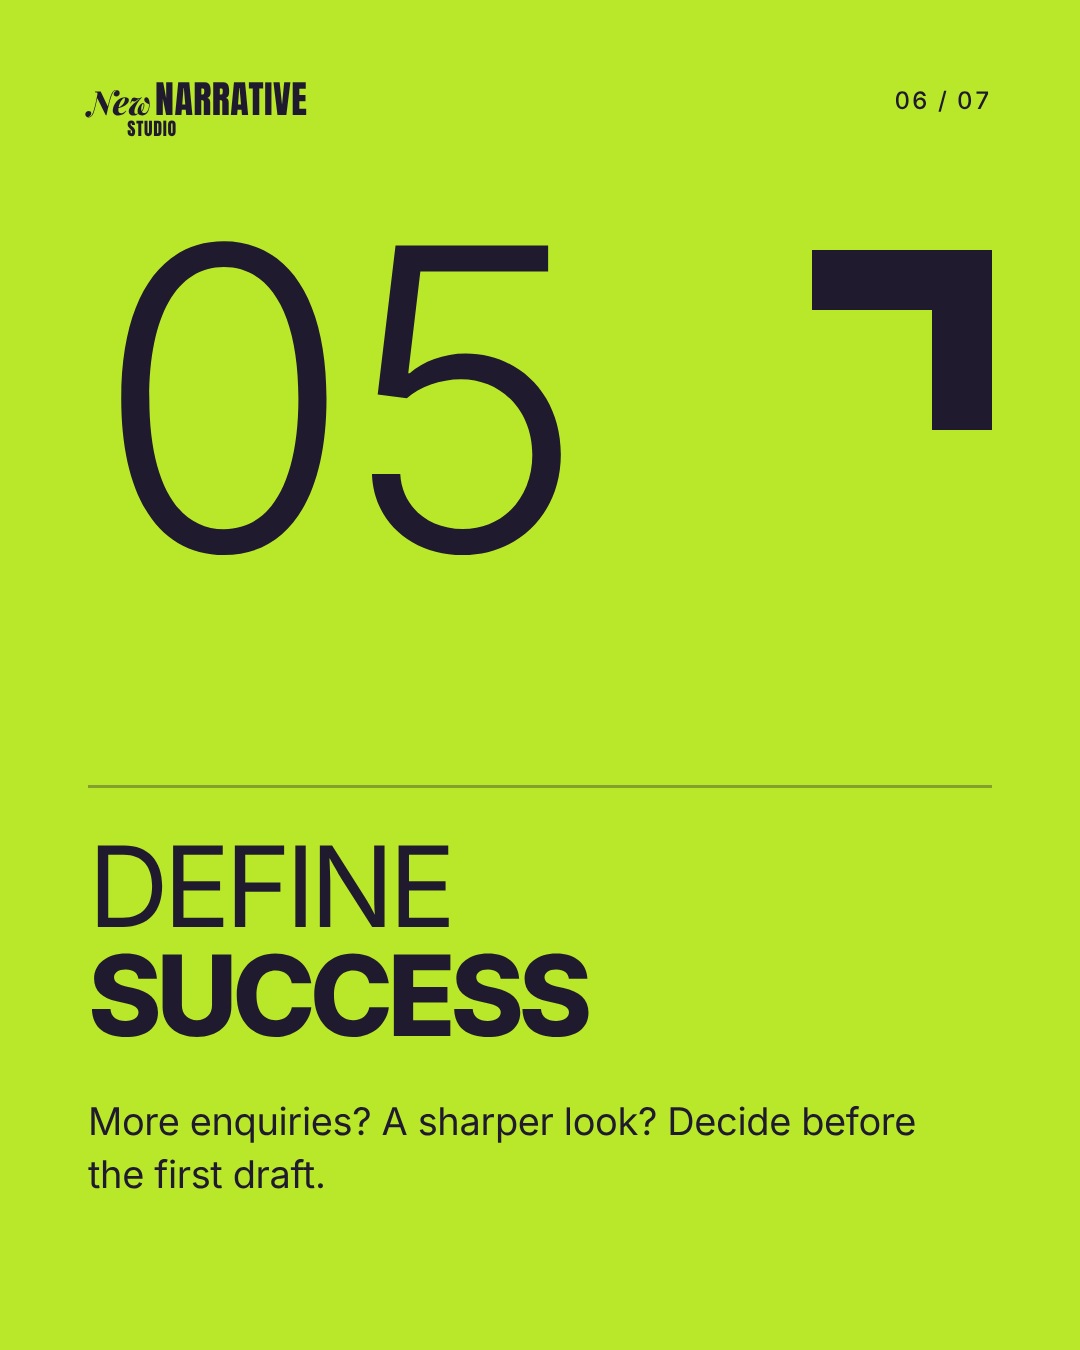 New NARRATIVE
STUDIO
06 / 07
05
DEFINE
SUCCESS
More enquiries? A sharper look? Decide before
the first draft.